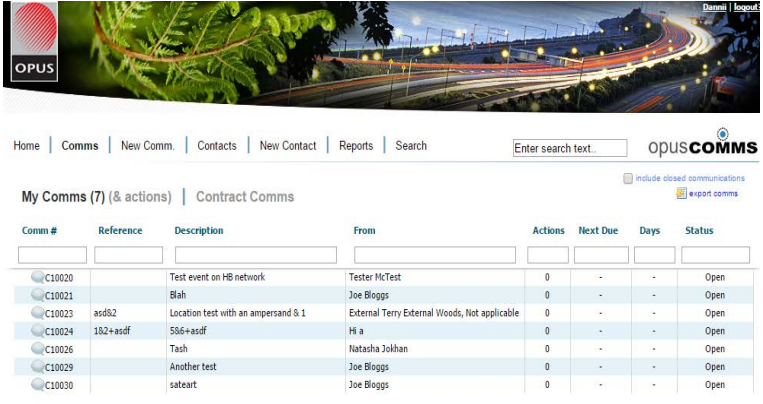 Dannii | logout
OPUS
Home | Comms | New Comm. | Contacts | New Contact | Reports | Search
Enter search text..
opuscomms
include closed communications
export comms
My Comms (7) (& actions) | Contract Comms
Comm # Reference Description From Actions Next Due Days Status
C10020 Test event on HB network Tester McTest 0 - - Open
C10021 Blah Joe Bloggs 0 - - Open
C10023 asd&2 Location test with an ampersand & 1 External Terry External Woods, Not applicable 0 - - Open
C10024 1&2+asdf 5&6+asdf Hi a 0 - - Open
C10026 Tash Natasha Jokhan 0 - - Open
C10029 Another test Joe Bloggs 0 - - Open
C10030 sateart Joe Bloggs 0 - - Open